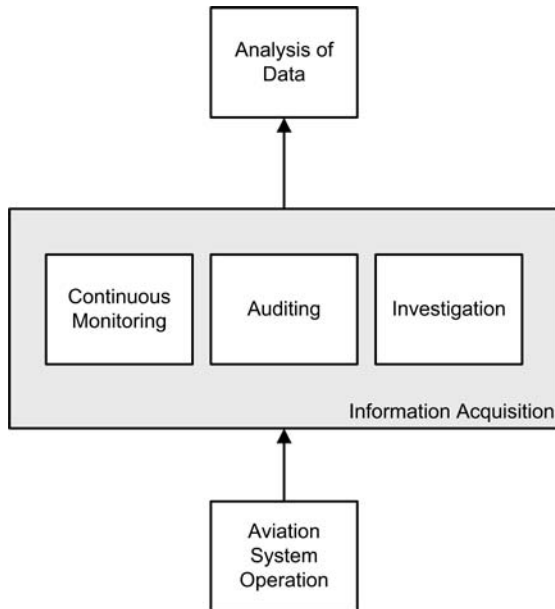 Analysis of
Data
Continuous
Monitoring
Auditing
Investigation
Information Acquisition
Aviation
System
Operation